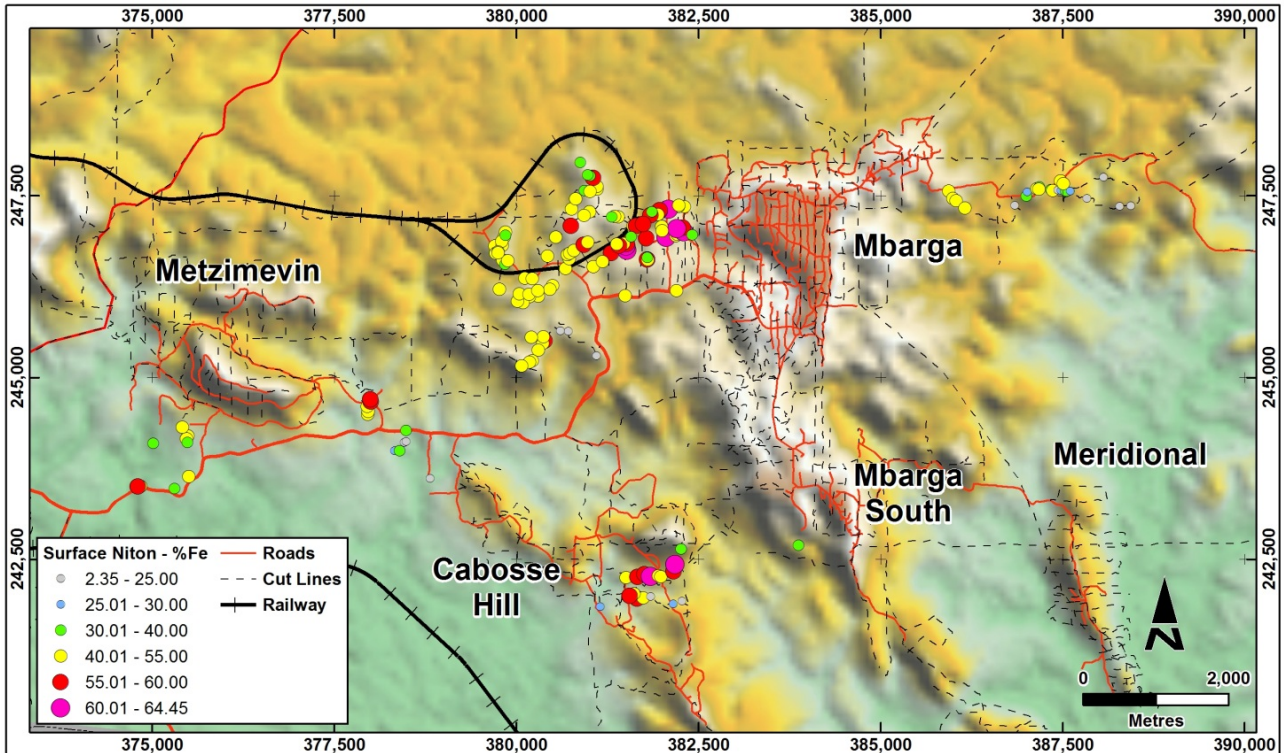 375,000 377,500 380,000 382,500 385,000 387,500 390,000
247,500 247,500
Mbarga
Metzimevin
245,000 245,000
Meridional
Mbarga
South
242,500 242,500
Cabosse
Hill
Surface Niton - %Fe
2.35 - 25.00
25.01 - 30.00
30.01 - 40.00
40.01 - 55.00
55.01 - 60.00
60.01 - 64.45
Roads
Cut Lines
Railway
N
0 2,000
Metres
375,000 377,500 380,000 382,500 385,000 387,500 390,000